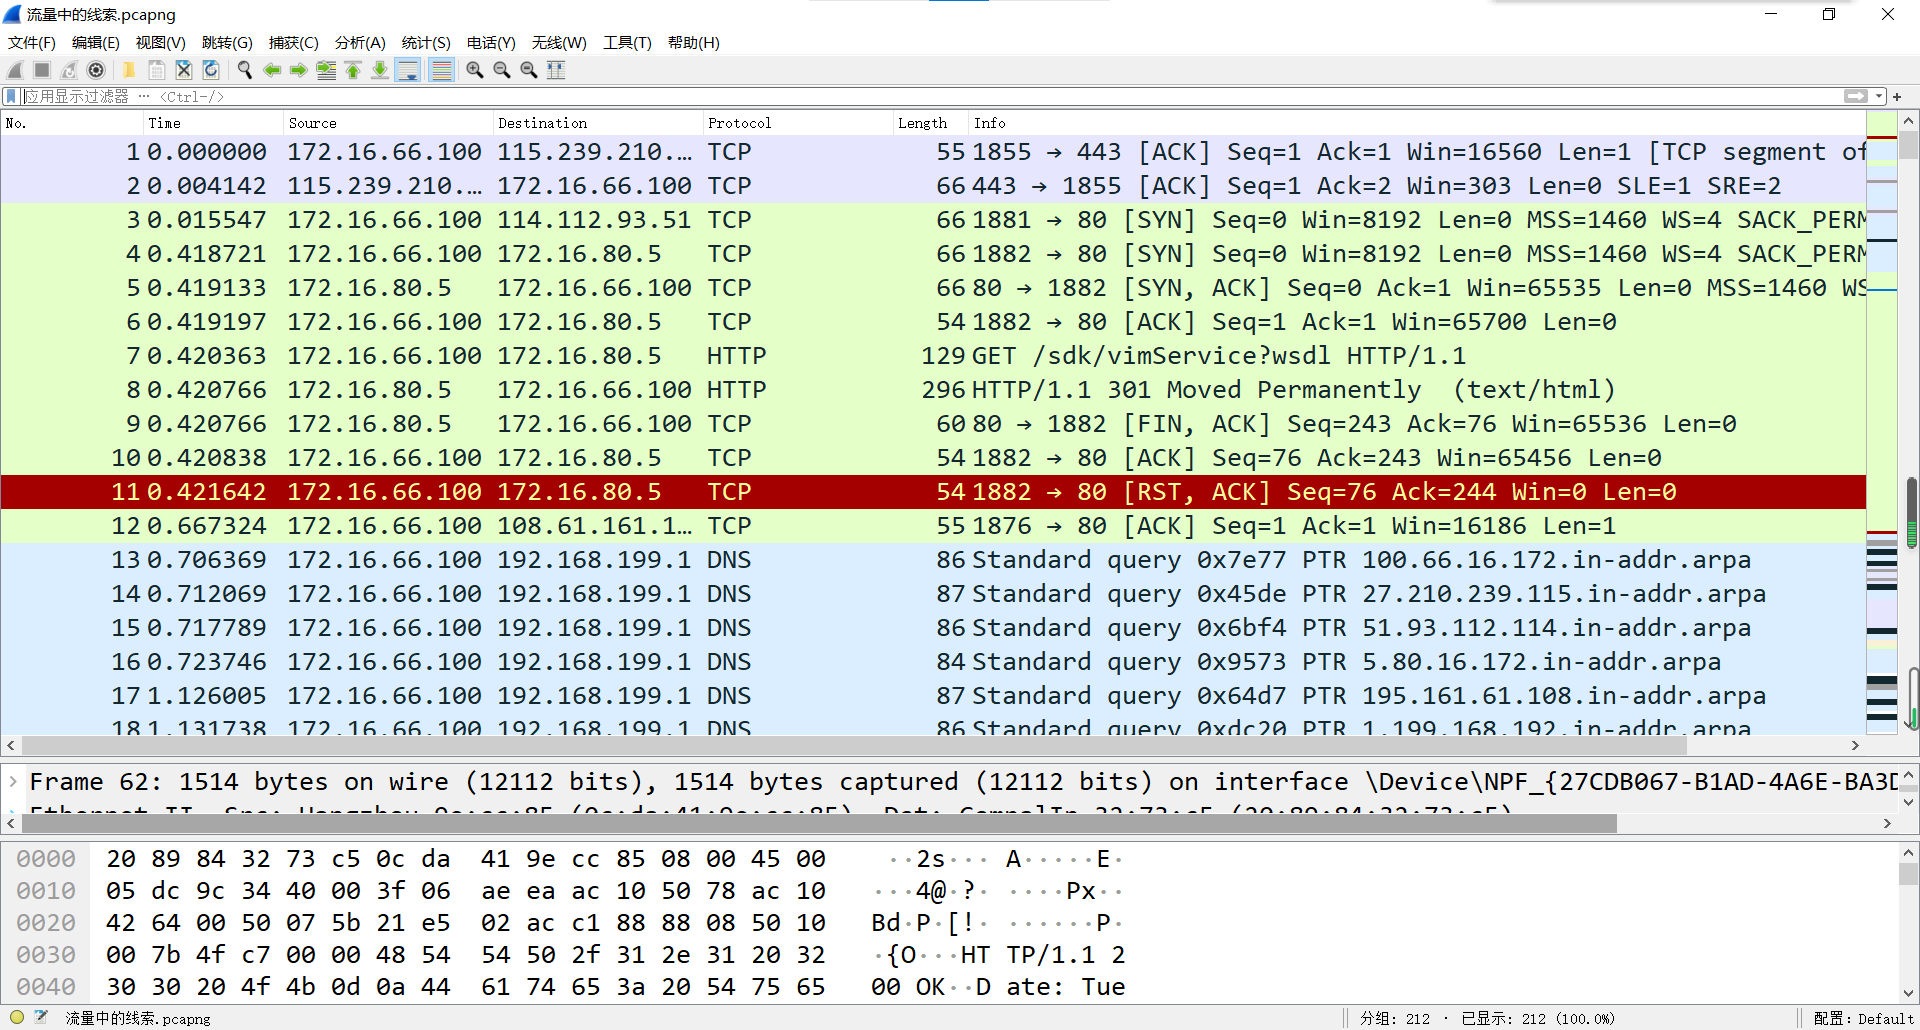 流量中的线索.pcapng
文件(F) 编辑(E) 视图(V) 跳转(G) 捕获(C) 分析(A) 统计(S) 电话(Y) 无线(W) 工具(T) 帮助(H)
应用显示过滤器 ··· <Ctrl-/>
No. Time Source Destination Protocol Length Info
1 0.000000 172.16.66.100 115.239.210.… TCP 55 1855 → 443 [ACK] Seq=1 Ack=1 Win=16560 Len=1 [TCP segment of
2 0.004142 115.239.210.… 172.16.66.100 TCP 66 443 → 1855 [ACK] Seq=1 Ack=2 Win=303 Len=0 SLE=1 SRE=2
3 0.015547 172.16.66.100 114.112.93.51 TCP 66 1881 → 80 [SYN] Seq=0 Win=8192 Len=0 MSS=1460 WS=4 SACK_PERM
4 0.418721 172.16.66.100 172.16.80.5 TCP 66 1882 → 80 [SYN] Seq=0 Win=8192 Len=0 MSS=1460 WS=4 SACK_PERM
5 0.419133 172.16.80.5 172.16.66.100 TCP 66 80 → 1882 [SYN, ACK] Seq=0 Ack=1 Win=65535 Len=0 MSS=1460 WS
6 0.419197 172.16.66.100 172.16.80.5 TCP 54 1882 → 80 [ACK] Seq=1 Ack=1 Win=65700 Len=0
7 0.420363 172.16.66.100 172.16.80.5 HTTP 129 GET /sdk/vimService?wsdl HTTP/1.1
8 0.420766 172.16.80.5 172.16.66.100 HTTP 296 HTTP/1.1 301 Moved Permanently (text/html)
9 0.420766 172.16.80.5 172.16.66.100 TCP 60 80 → 1882 [FIN, ACK] Seq=243 Ack=76 Win=65536 Len=0
10 0.420838 172.16.66.100 172.16.80.5 TCP 54 1882 → 80 [ACK] Seq=76 Ack=243 Win=65456 Len=0
11 0.421642 172.16.66.100 172.16.80.5 TCP 54 1882 → 80 [RST, ACK] Seq=76 Ack=244 Win=0 Len=0
12 0.667324 172.16.66.100 108.61.161.1… TCP 55 1876 → 80 [ACK] Seq=1 Ack=1 Win=16186 Len=1
13 0.706369 172.16.66.100 192.168.199.1 DNS 86 Standard query 0x7e77 PTR 100.66.16.172.in-addr.arpa
14 0.712069 172.16.66.100 192.168.199.1 DNS 87 Standard query 0x45de PTR 27.210.239.115.in-addr.arpa
15 0.717789 172.16.66.100 192.168.199.1 DNS 86 Standard query 0x6bf4 PTR 51.93.112.114.in-addr.arpa
16 0.723746 172.16.66.100 192.168.199.1 DNS 84 Standard query 0x9573 PTR 5.80.16.172.in-addr.arpa
17 1.126005 172.16.66.100 192.168.199.1 DNS 87 Standard query 0x64d7 PTR 195.161.61.108.in-addr.arpa
18 1.131738 172.16.66.100 192.168.199.1 DNS 86 Standard query 0xdc20 PTR 1.199.168.192.in-addr.arpa
Frame 62: 1514 bytes on wire (12112 bits), 1514 bytes captured (12112 bits) on interface \Device\NPF_{27CDB067-B1AD-4A6E-BA3D
0000 20 89 84 32 73 c5 0c da 41 9e cc 85 08 00 45 00 ··2s··· A·····E·
0010 05 dc 9c 34 40 00 3f 06 ae ea ac 10 50 78 ac 10 ···4@·?· ····Px··
0020 42 64 00 50 07 5b 21 e5 02 ac c1 88 88 08 50 10 Bd·P·[!· ······P·
0030 00 7b 4f c7 00 00 48 54 54 50 2f 31 2e 31 20 32 ·{O···HT TP/1.1 2
0040 30 30 20 4f 4b 0d 0a 44 61 74 65 3a 20 54 75 65 00 OK··D ate: Tue
流量中的线索.pcapng 分组: 212 · 已显示: 212 (100.0%) 配置: Default